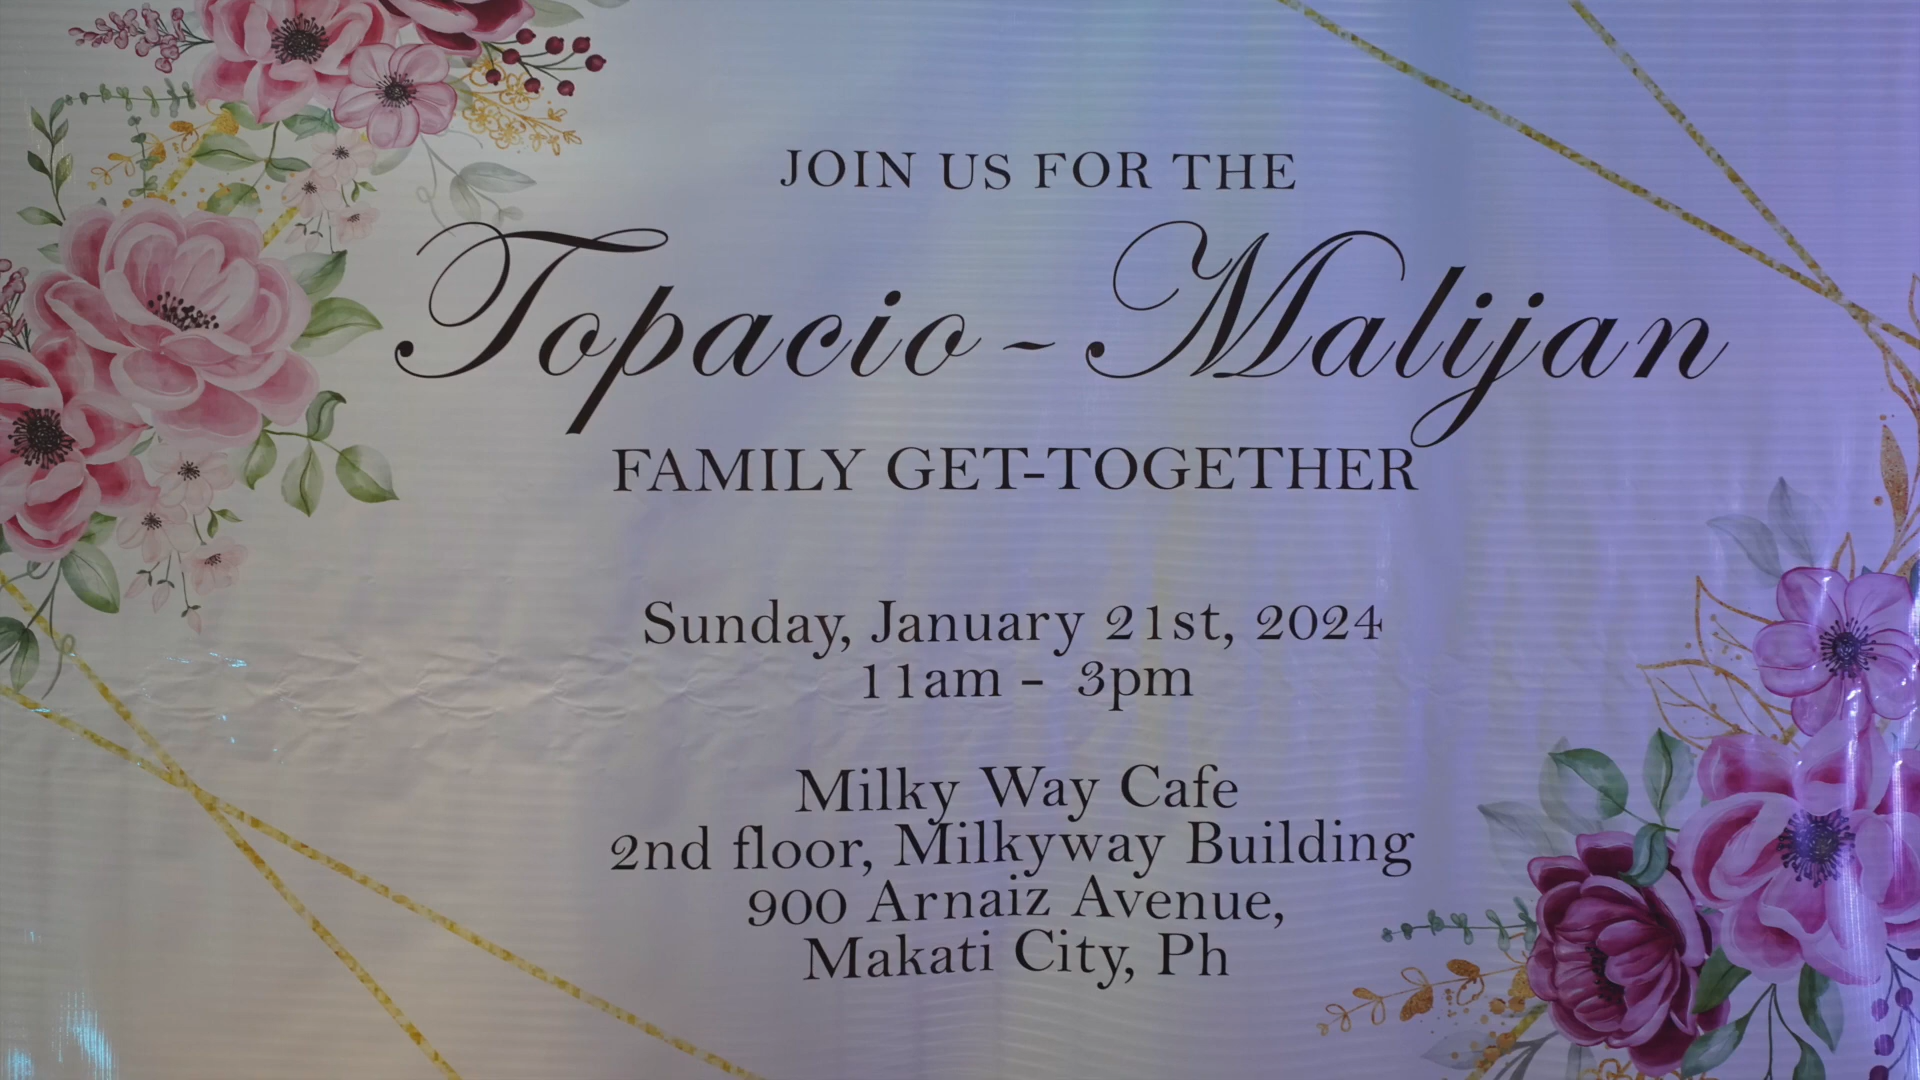 JOIN US FOR THE
Topacio - Malijan
FAMILY GET-TOGETHER
Sunday, January 21st, 2024
11am - 3pm
Milky Way Cafe
2nd floor, Milkyway Building
900 Arnaiz Avenue,
Makati City, Ph